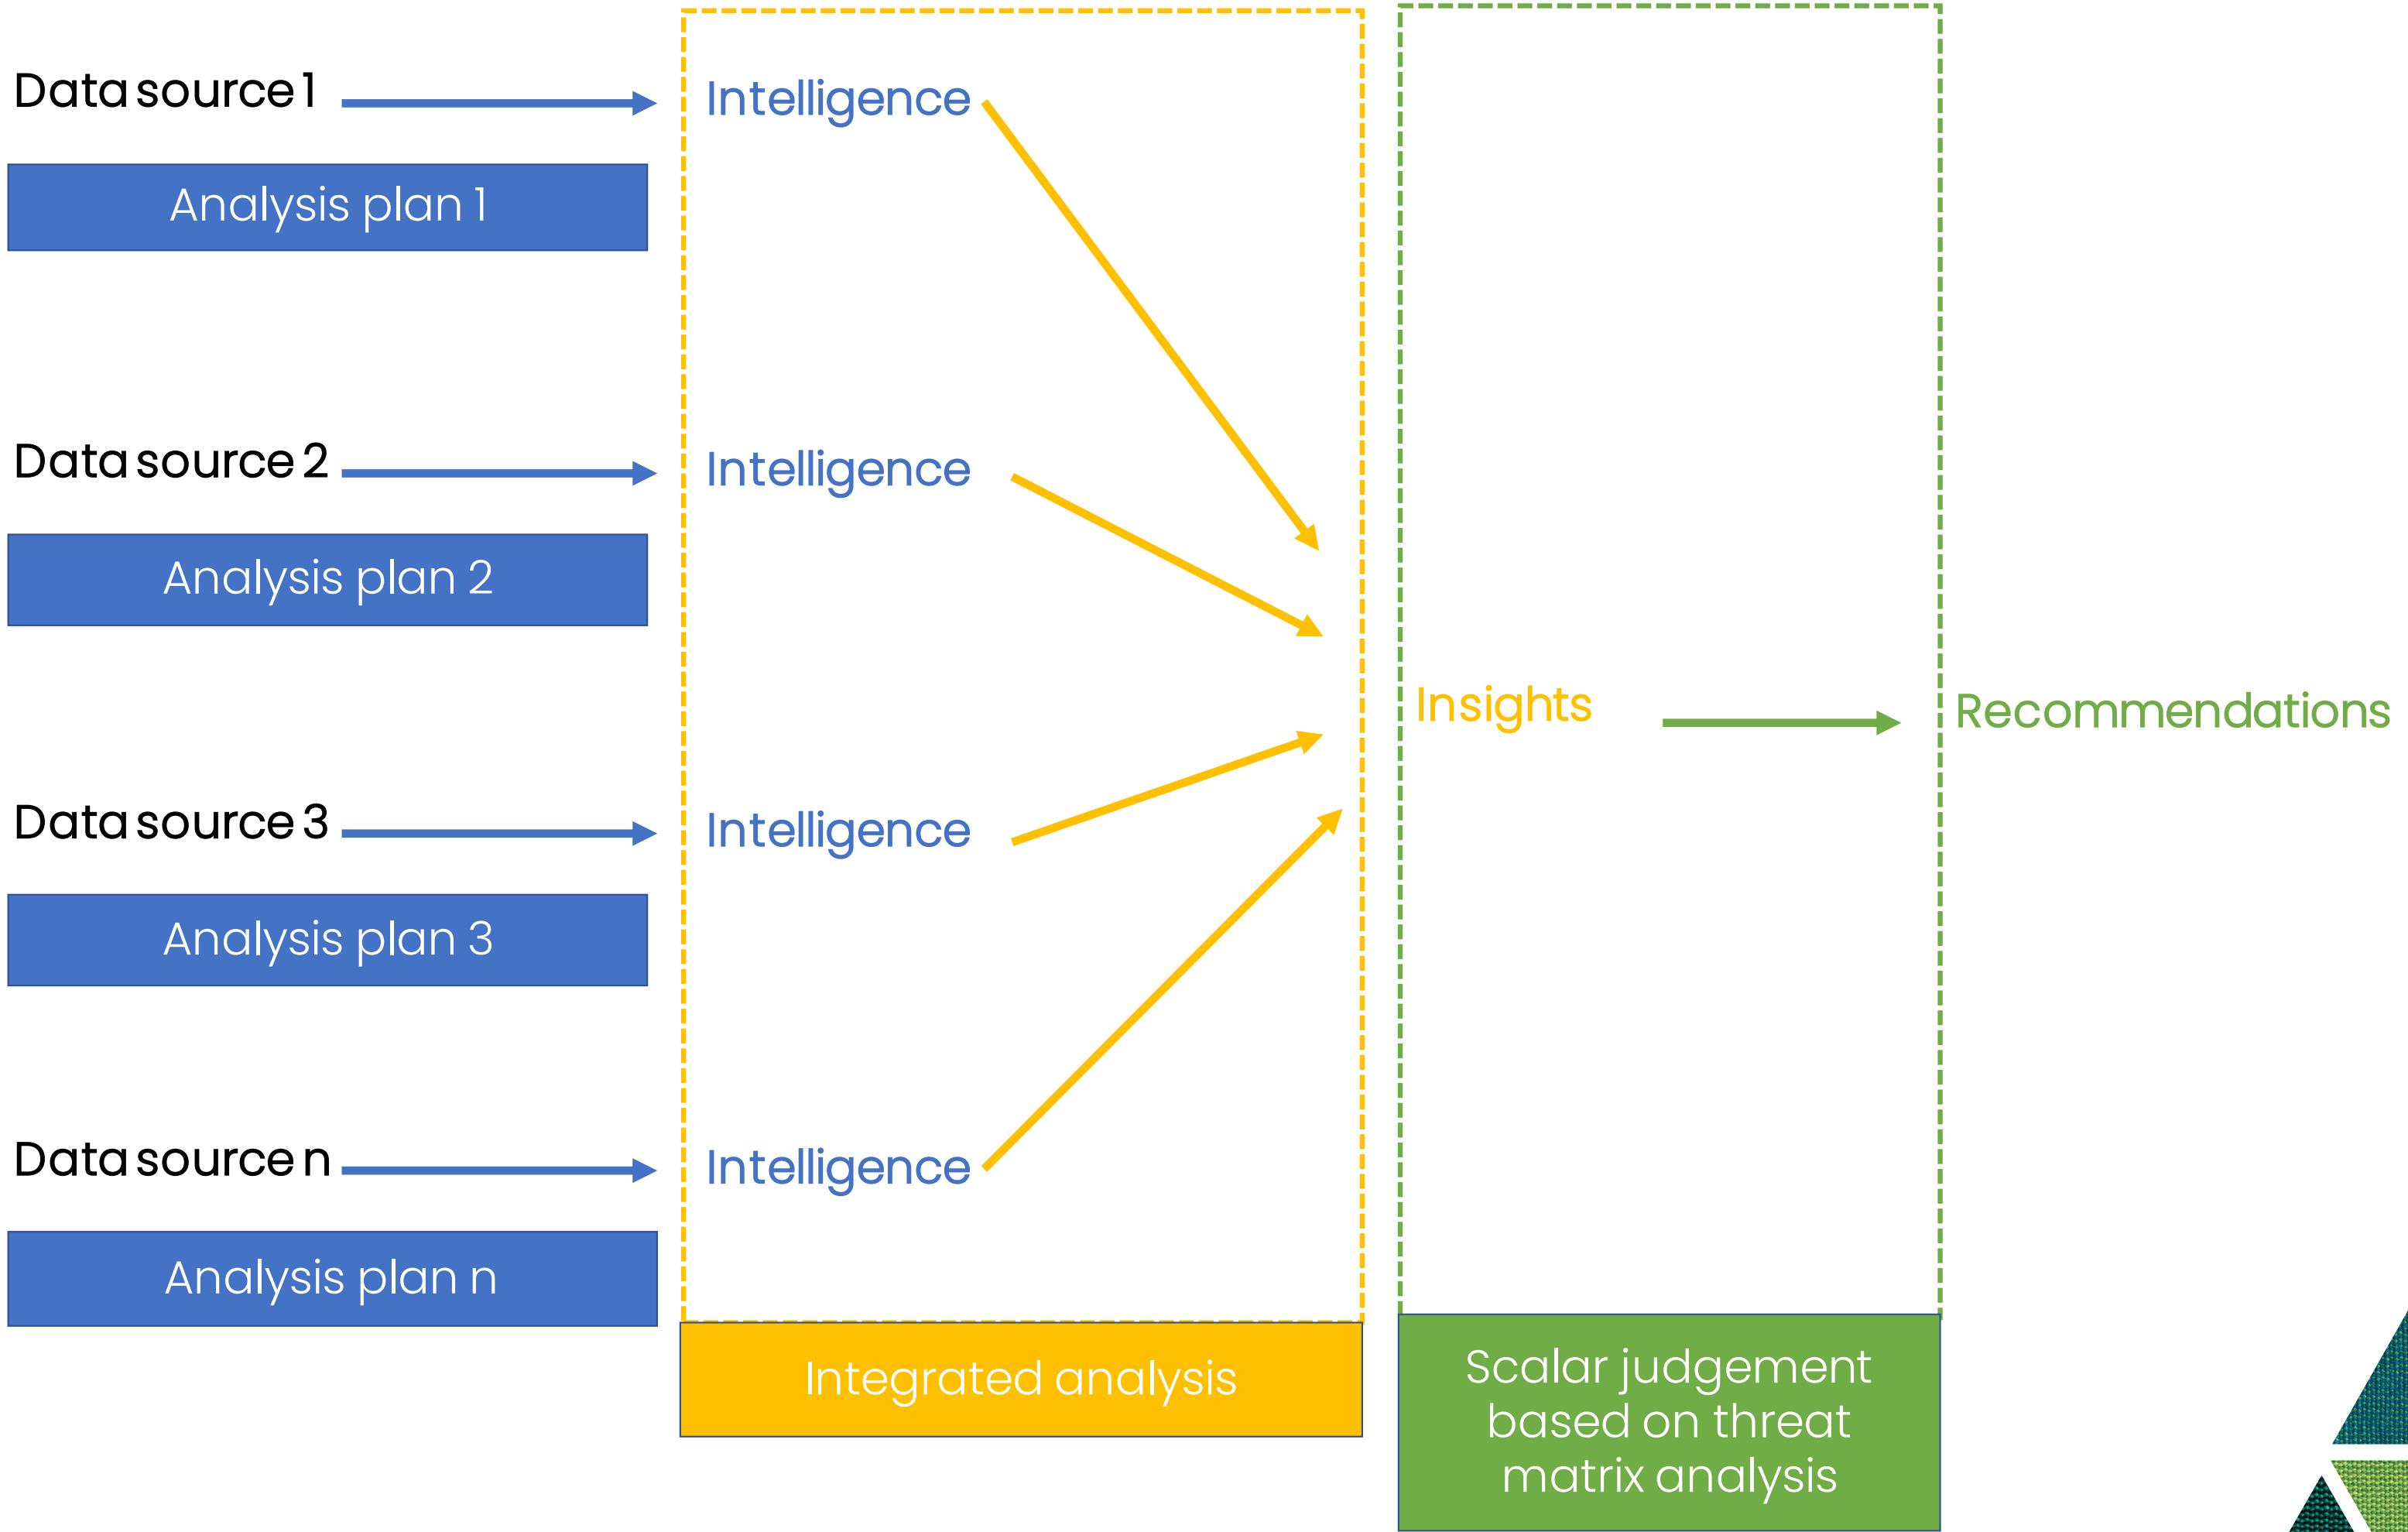 Data source 1
Intelligence
Analysis plan 1
Data source 2
Intelligence
Analysis plan 2
Insights
Recommendations
Data source 3
Intelligence
Analysis plan 3
Data source n
Intelligence
Analysis plan n
Integrated analysis
Scalar judgement
based on threat
matrix analysis